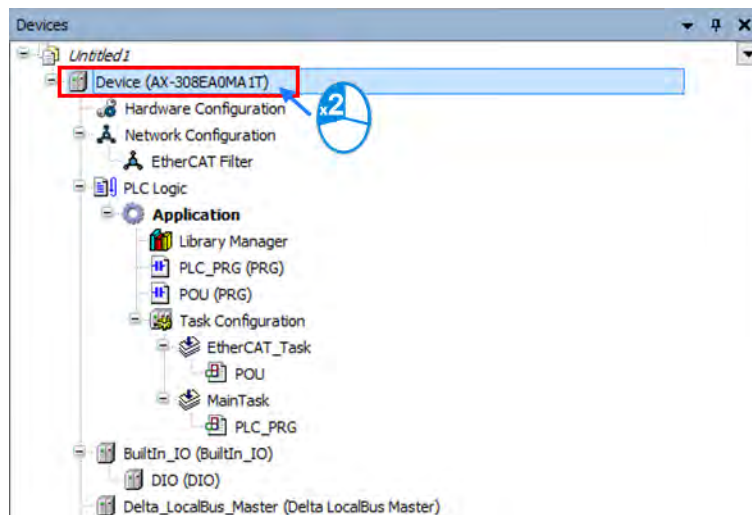 Devices
Untitled1
Device (AX-308EA0MA1T)
x2
Hardware Configuration
Network Configuration
EtherCAT Filter
PLC Logic
Application
Library Manager
PLC_PRG (PRG)
POU (PRG)
Task Configuration
EtherCAT_Task
POU
MainTask
PLC_PRG
BuiltIn_IO (BuiltIn_IO)
DIO (DIO)
Delta_LocalBus_Master (Delta LocalBus Master)